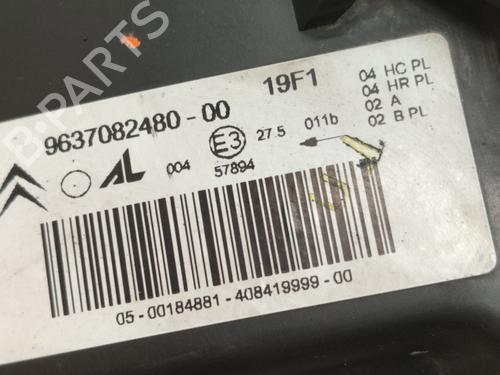 19F1
04 HC PL
04 HR PL
02 A
02 B PL
9637082480-00
AL
004
E3
27.5
011b
57894
05-00184881-408419999-00
B-PARTS